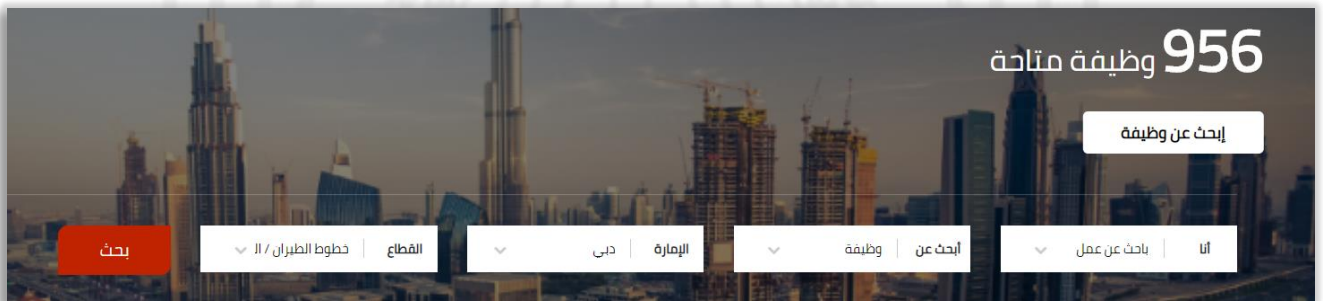 956 وظيفة متاحة
إبحث عن وظيفة
أنا باحث عن عمل أبحث عن وظيفة الإمارة دبي القطاع خطوط الطيران / ال بحث